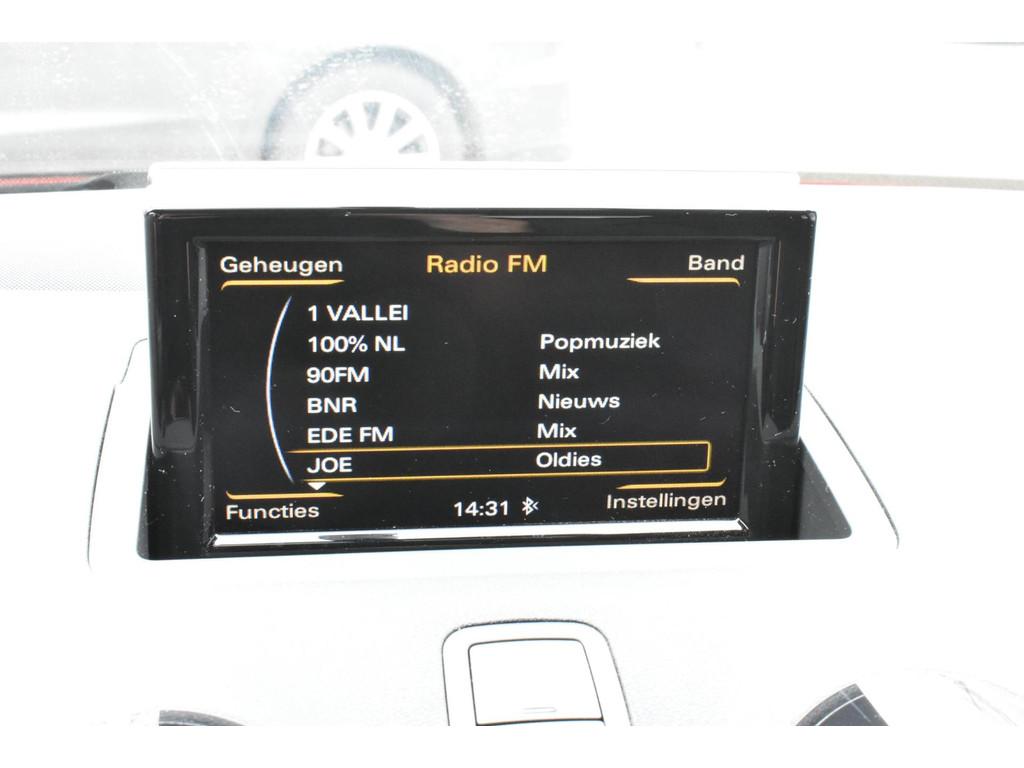 Geheugen Radio FM Band
1 VALLEI
100% NL Popmuziek
90FM Mix
BNR Nieuws
EDE FM Mix
JOE Oldies
Functies 14:31 Instellingen